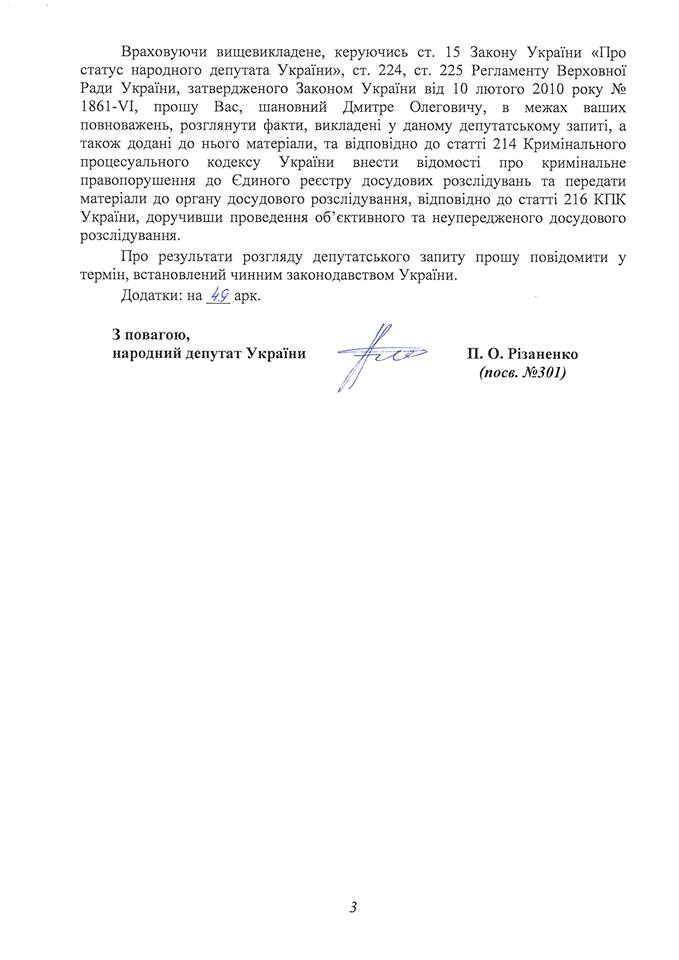 Враховуючи вищевикладене, керуючись ст. 15 Закону України «Про
статус народного депутата України», ст. 224, ст. 225 Регламенту Верховної
Ради України, затвердженого Законом України від 10 лютого 2010 року №
1861-VI, прошу Вас, шановний Дмитре Олеговичу, в межах ваших
повноважень, розглянути факти, викладені у даному депутатському запиті, а
також додані до нього матеріали, та відповідно до статті 214 Кримінального
процесуального кодексу України внести відомості про кримінальне
правопорушення до Єдиного реєстру досудових розслідувань та передати
матеріали до органу досудового розслідування, відповідно до статті 216 КПК
України, доручивши проведення об’єктивного та неупередженого досудового
розслідування.
Про результати розгляду депутатського запиту прошу повідомити у
термін, встановлений чинним законодавством України.
Додатки: на 49 арк.
З повагою,
народний депутат України П. О. Різаненко
(посв. №301)
3